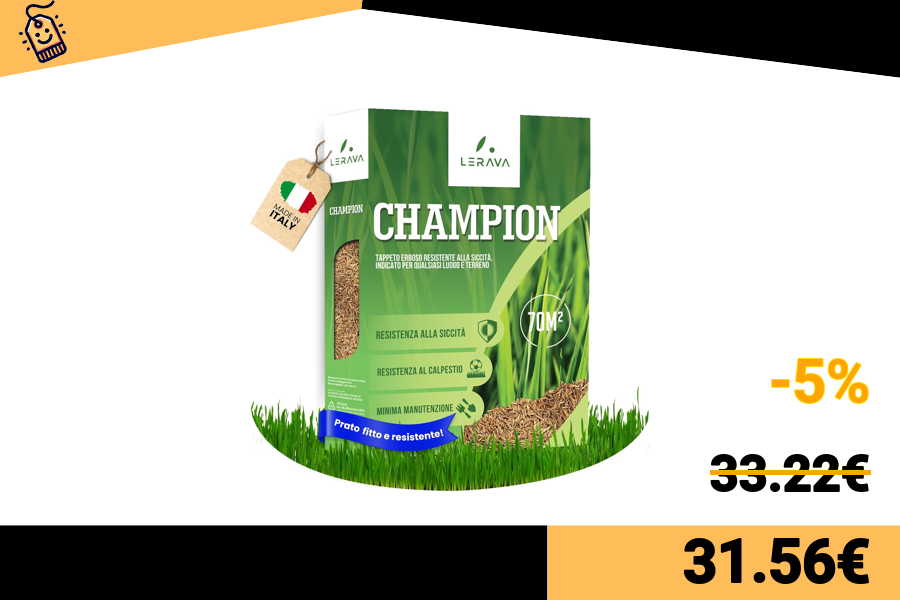 LERAVA
LERAVA
MADE IN
ITALY
CHAMPION
CHAMPION
TAPPETO ERBOSO RESISTENTE ALLA SICCITÀ,
INDICATO PER QUALSIASI LUOGO E TERRENO
70M²
RESISTENZA ALLA SICCITÀ
RESISTENZA AL CALPESTIO
MINIMA MANUTENZIONE
Prato fitto e resistente!
-5%
33.22€
31.56€